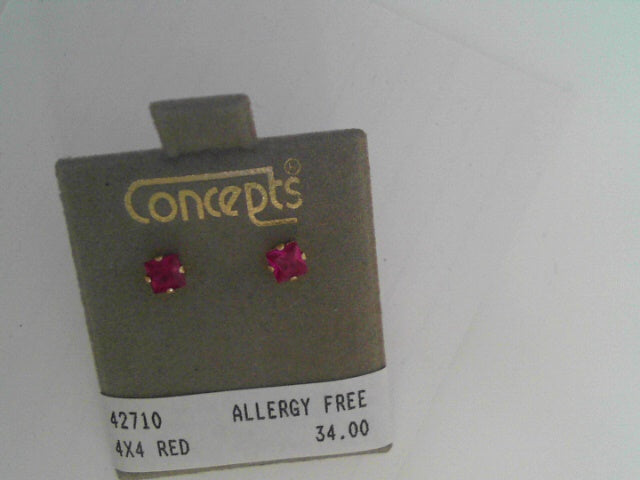 Concepts
42710 ALLERGY FREE
4X4 RED 34.00